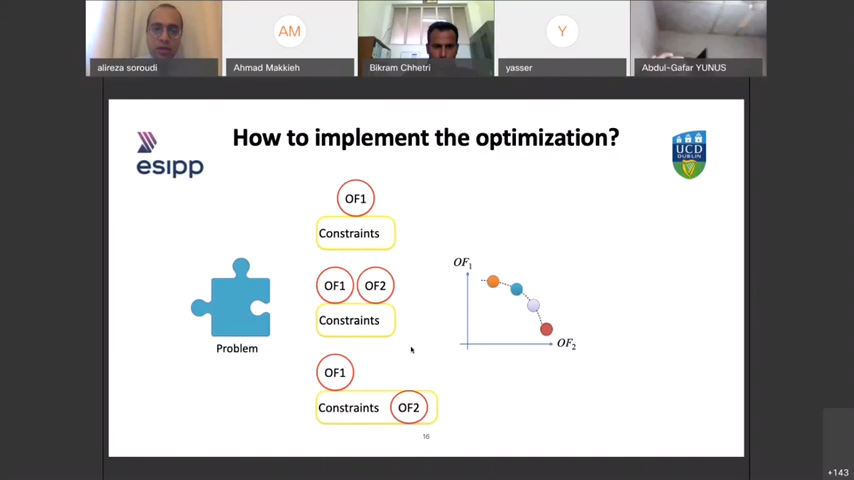 alireza soroudi
AM
Ahmad Makkieh
Bikram Chhetri
Y
yasser
Abdul-Gafar YUNUS
How to implement the optimization?
esipp
UCD
DUBLIN
OF1
Constraints
OF1
OF2
Constraints
OF1
Constraints
OF2
Problem
OF1
OF2
16
+143